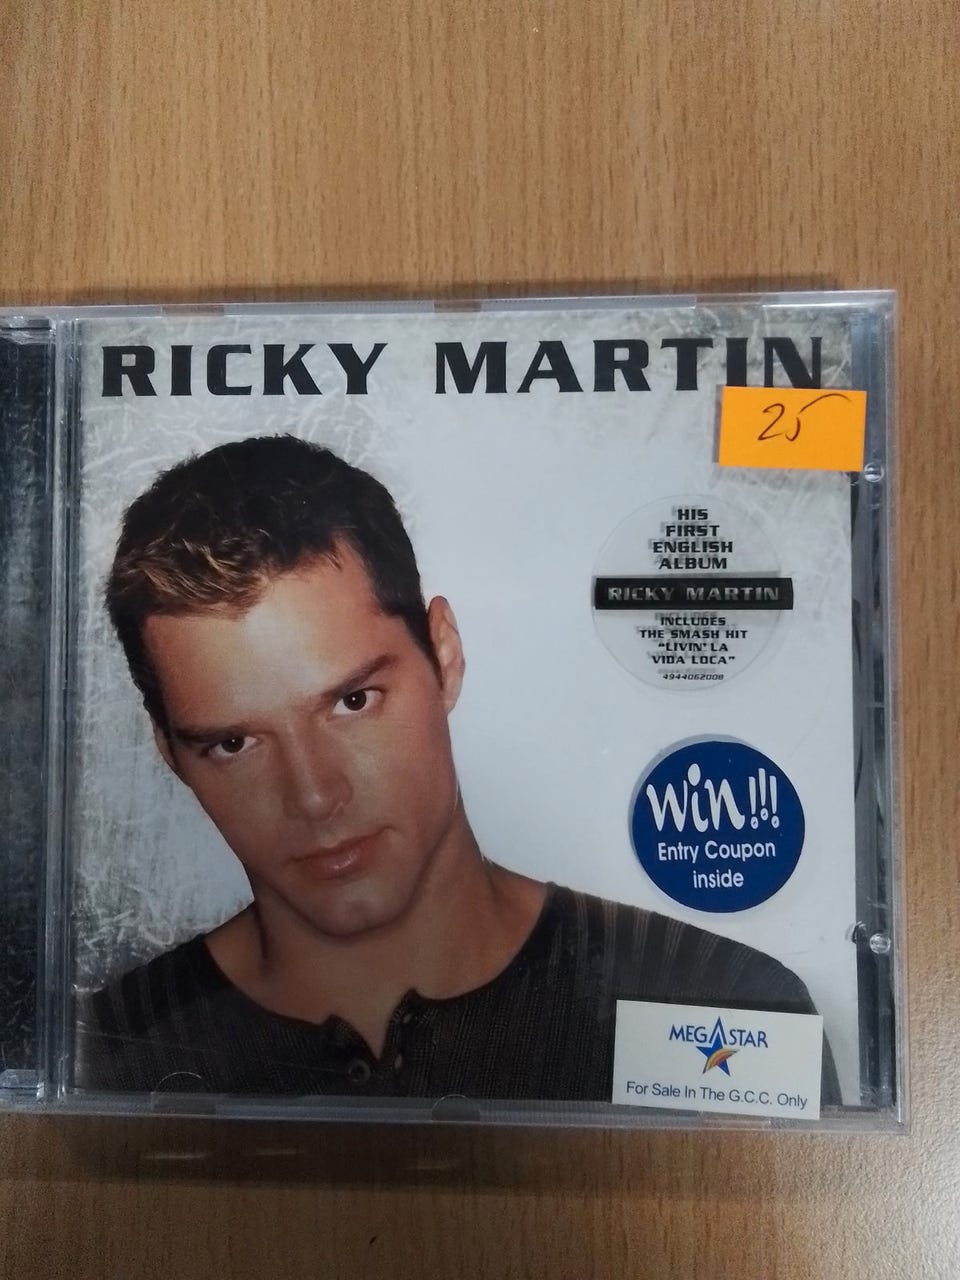 RICKY MARTIN
25
HIS
FIRST
ENGLISH
ALBUM
RICKY MARTIN
INCLUDES
THE SMASH HIT
"LIVIN' LA
VIDA LOCA"
4944062008
Win!!!
Entry Coupon
inside
MEGASTAR
For Sale In The G.C.C. Only